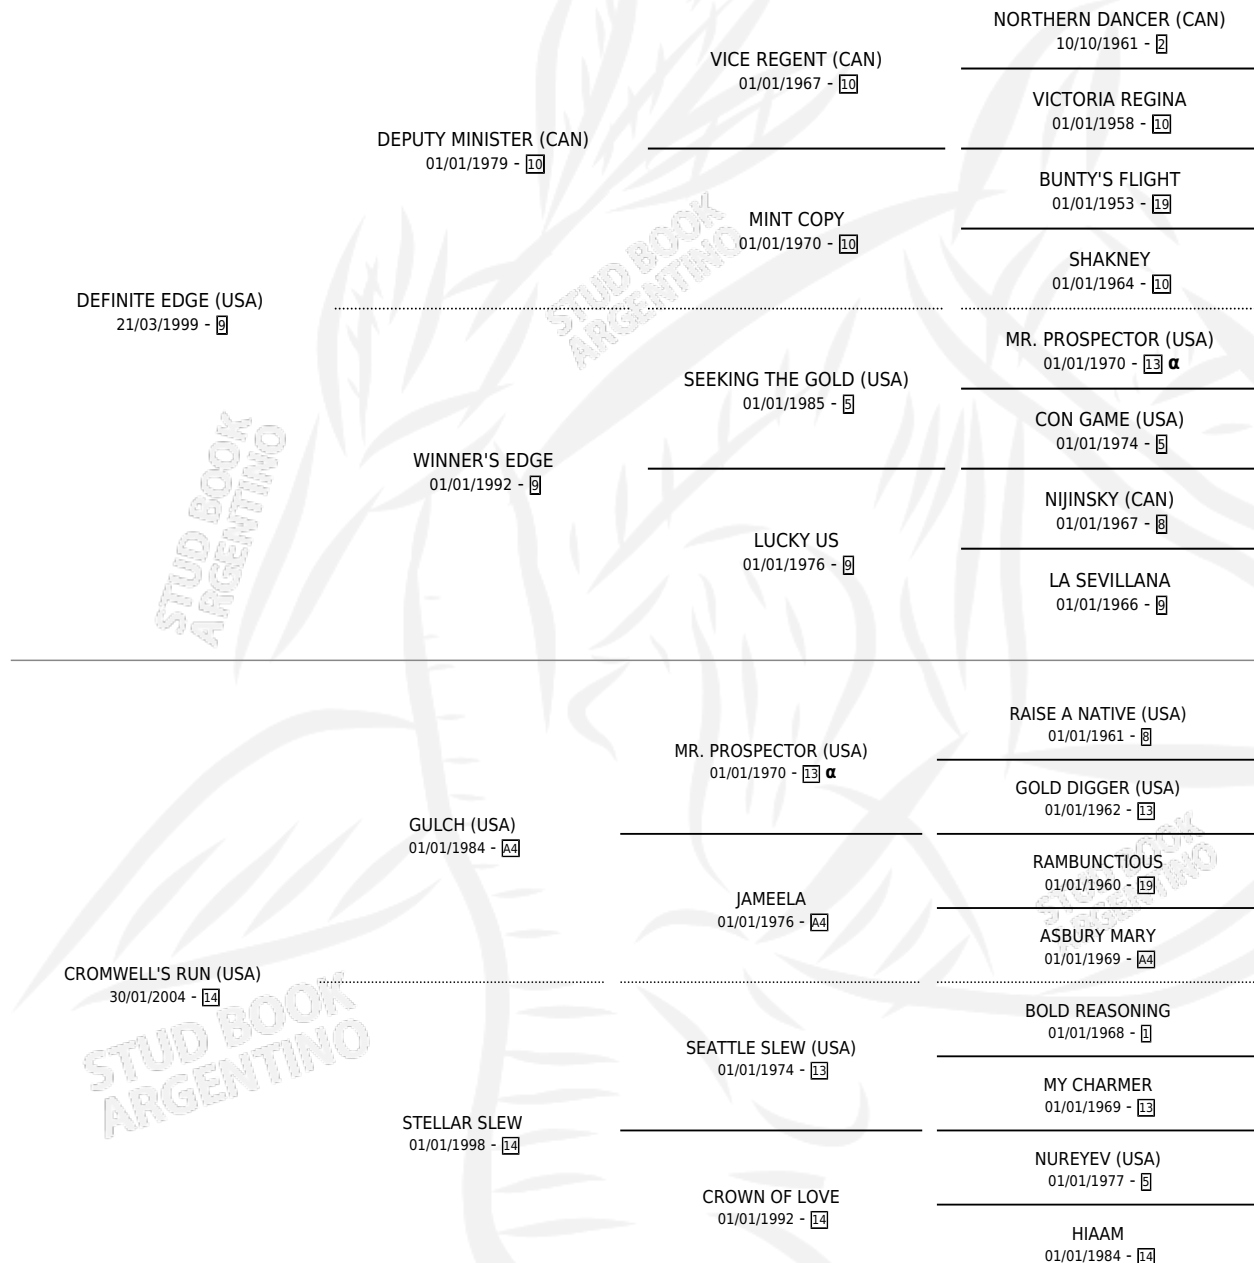 NORTHERN DANCER (CAN)
10/10/1961 - 2
VICE REGENT (CAN)
01/01/1967 - 10
VICTORIA REGINA
01/01/1958 - 10
DEPUTY MINISTER (CAN)
01/01/1979 - 10
BUNTY'S FLIGHT
01/01/1953 - 19
MINT COPY
01/01/1970 - 10
SHAKNEY
01/01/1964 - 10
DEFINITE EDGE (USA)
21/03/1999 - 9
MR. PROSPECTOR (USA)
01/01/1970 - 13 α
SEEKING THE GOLD (USA)
01/01/1985 - 5
CON GAME (USA)
01/01/1974 - 5
WINNER'S EDGE
01/01/1992 - 9
NIJINSKY (CAN)
01/01/1967 - 8
LUCKY US
01/01/1976 - 9
LA SEVILLANA
01/01/1966 - 9
RAISE A NATIVE (USA)
01/01/1961 - 8
MR. PROSPECTOR (USA)
01/01/1970 - 13 α
GOLD DIGGER (USA)
01/01/1962 - 13
GULCH (USA)
01/01/1984 - A4
RAMBUNCTIOUS
01/01/1960 - 19
JAMEELA
01/01/1976 - A4
ASBURY MARY
01/01/1969 - A4
CROMWELL'S RUN (USA)
30/01/2004 - 14
BOLD REASONING
01/01/1968 - 1
SEATTLE SLEW (USA)
01/01/1974 - 13
MY CHARMER
01/01/1969 - 13
STELLAR SLEW
01/01/1998 - 14
NUREYEV (USA)
01/01/1977 - 5
CROWN OF LOVE
01/01/1992 - 14
HIAAM
01/01/1984 - 14
STUD BOOK
ARGENTINO
STUD BOOK
ARGENTINO
STUD BOOK
ARGENTINO
STUD BOOK
ARGENTINO